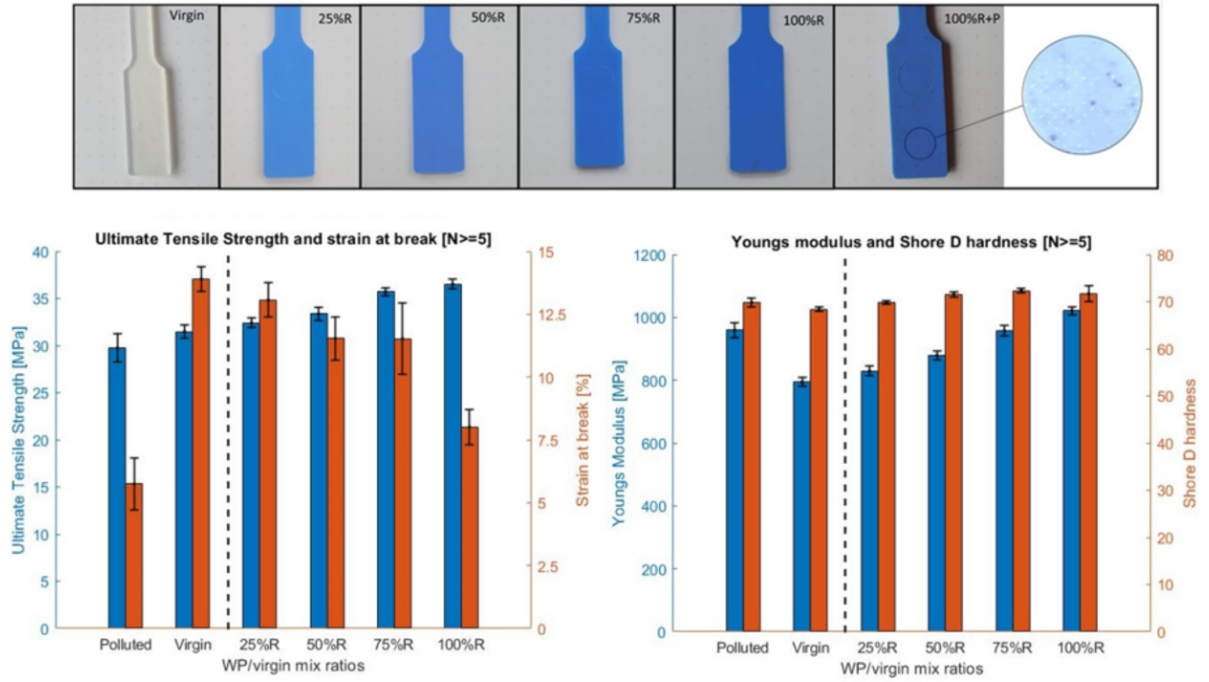 Virgin
25%R
50%R
75%R
100%R
100%R+P
Ultimate Tensile Strength and strain at break [N>=5]
40
35
30
25
20
15
10
5
0
Ultimate Tensile Strength [MPa]
15
12.5
10
7.5
5
2.5
0
Strain at break [%]
Polluted Virgin 25%R 50%R 75%R 100%R
WP/virgin mix ratios
Youngs modulus and Shore D hardness [N>=5]
1200
1000
800
600
400
200
0
Youngs Modulus [MPa]
80
70
60
50
40
30
20
10
0
Shore D hardness
Polluted Virgin 25%R 50%R 75%R 100%R
WP/virgin mix ratios